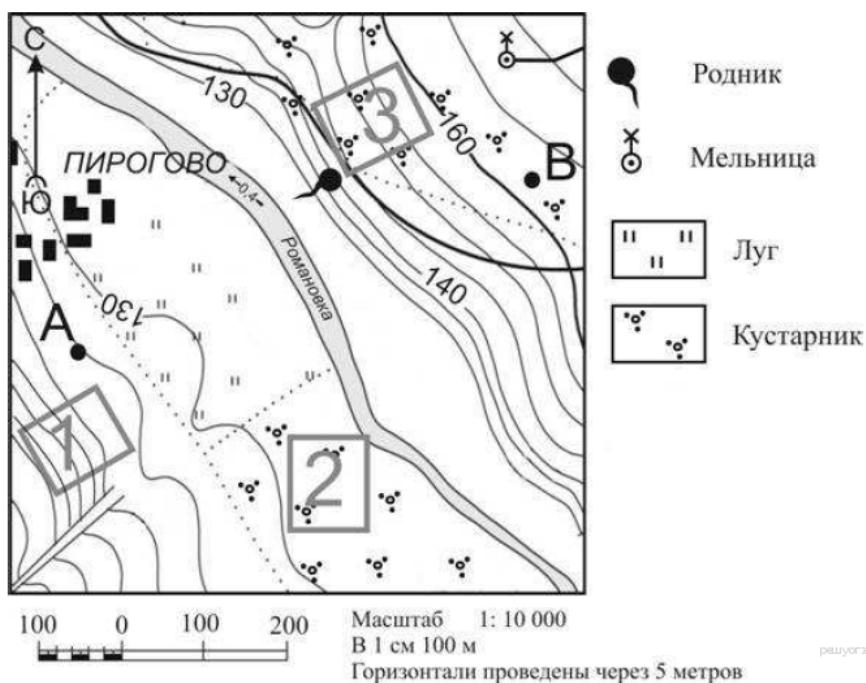 С
130
3
160
Родник
ПИРОГОВО
0,4
В
Мельница
Ю
Романовка
Луг
130
140
А
Кустарник
1
2
100 0 100 200
Масштаб 1: 10 000
В 1 см 100 м
Горизонтали проведены через 5 метров
решуогэ